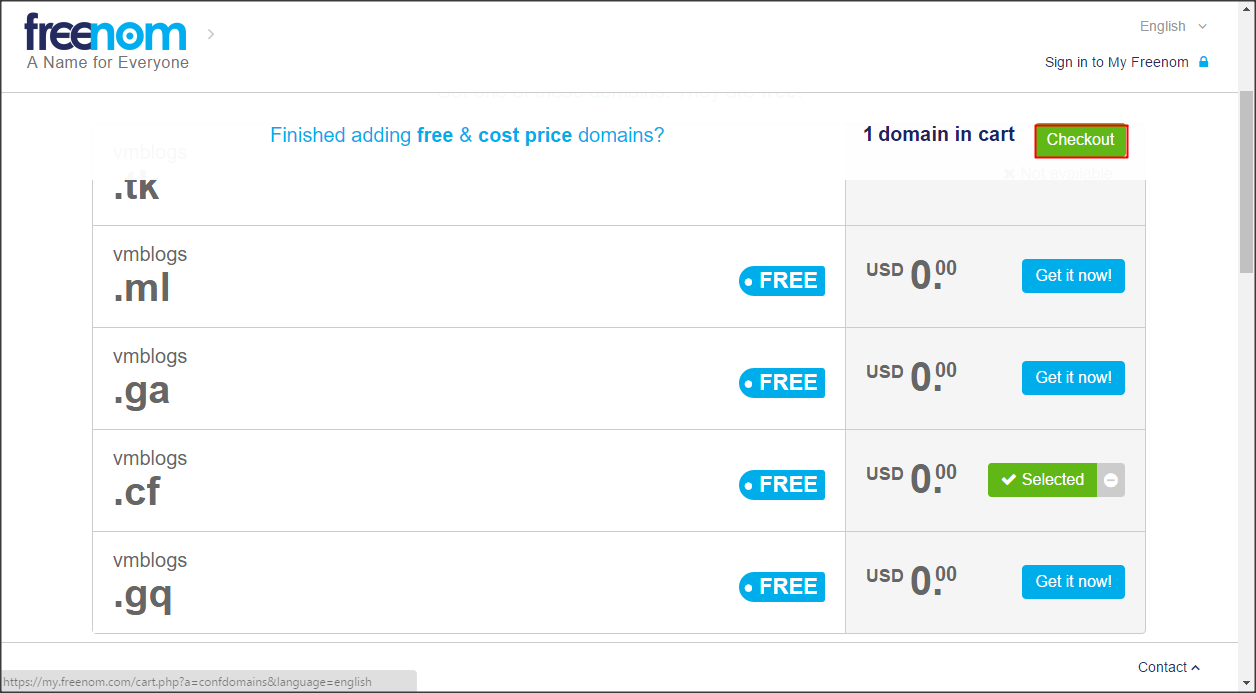 freenom
A Name for Everyone
English
Sign in to My Freenom
Finished adding free & cost price domains?
1 domain in cart
Checkout
vmblogs
.tk
Not available
vmblogs
.ml
FREE
USD 0.00
Get it now!
vmblogs
.ga
FREE
USD 0.00
Get it now!
vmblogs
.cf
FREE
USD 0.00
Selected
vmblogs
.gq
FREE
USD 0.00
Get it now!
Contact
https://my.freenom.com/cart.php?a=confdomains&language=english